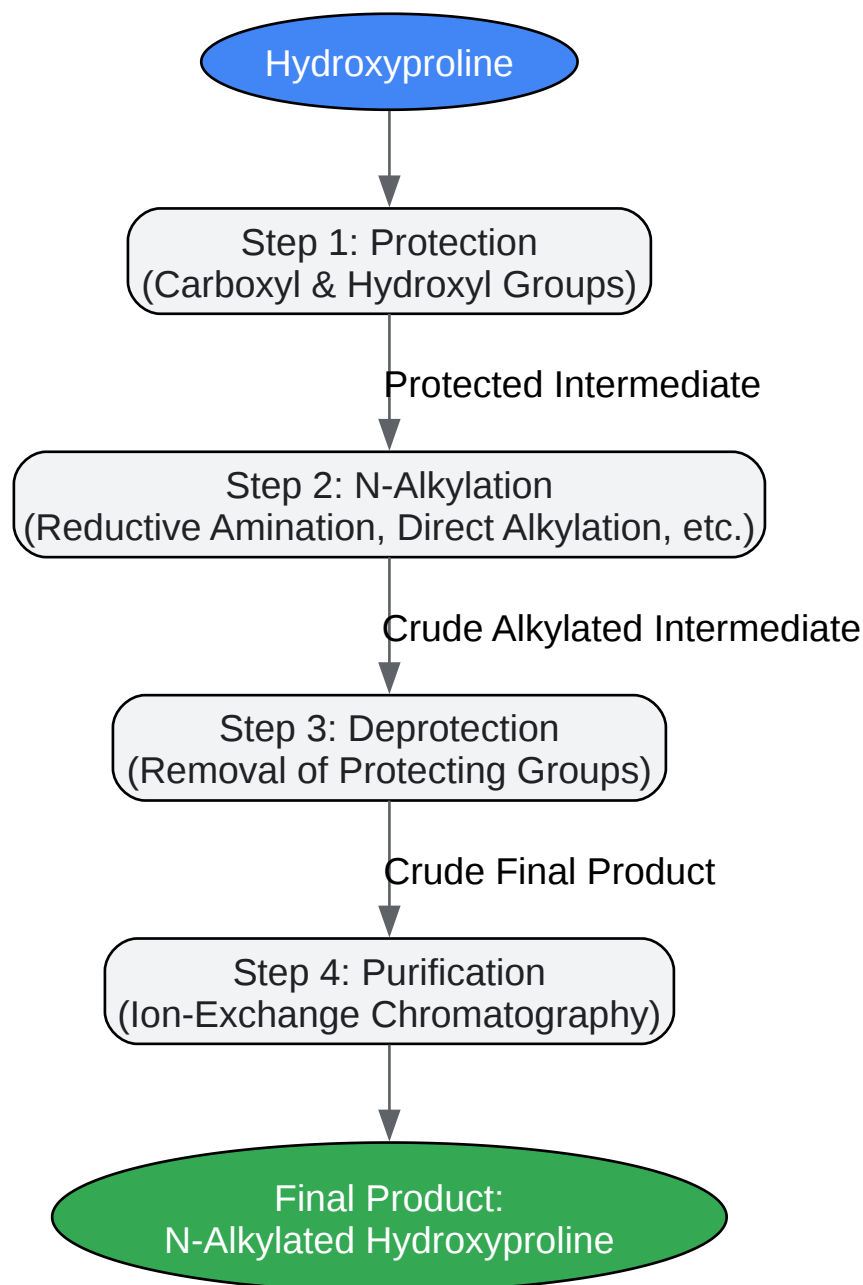 Hydroxyproline
Step 1: Protection
(Carboxyl & Hydroxyl Groups)
Protected Intermediate
Step 2: N-Alkylation
(Reductive Amination, Direct Alkylation, etc.)
Crude Alkylated Intermediate
Step 3: Deprotection
(Removal of Protecting Groups)
Crude Final Product
Step 4: Purification
(Ion-Exchange Chromatography)
Final Product:
N-Alkylated Hydroxyproline